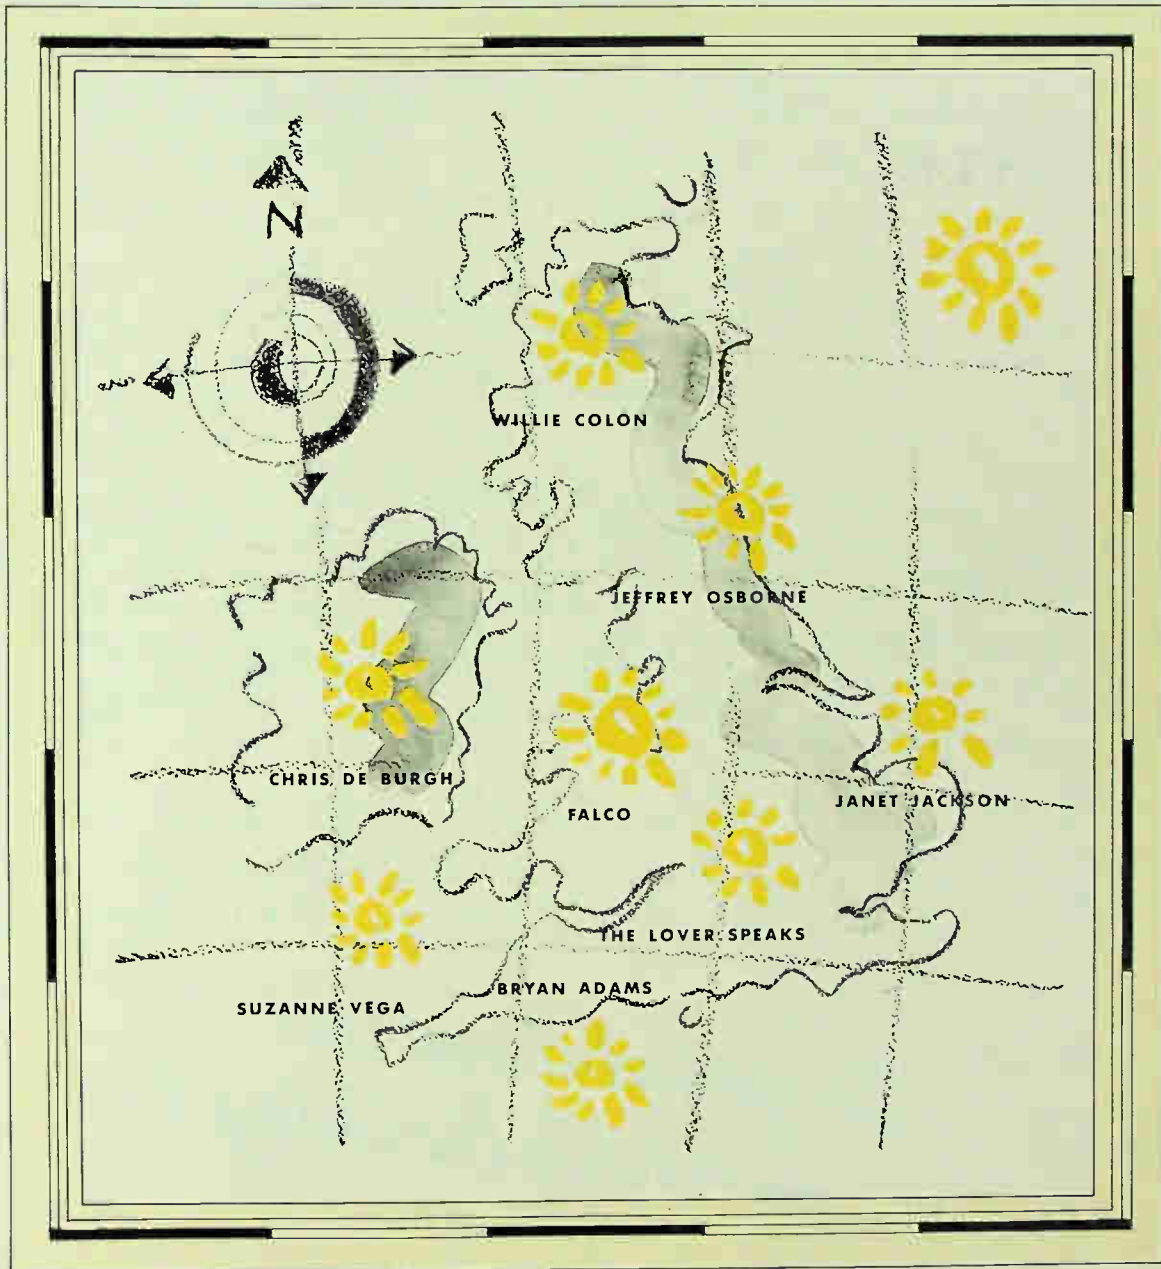 N
WILLIE COLON
JEFFREY OSBORNE
CHRIS DE BURGH
JANET JACKSON
FALCO
THE LOVER SPEAKS
BRYAN ADAMS
SUZANNE VEGA